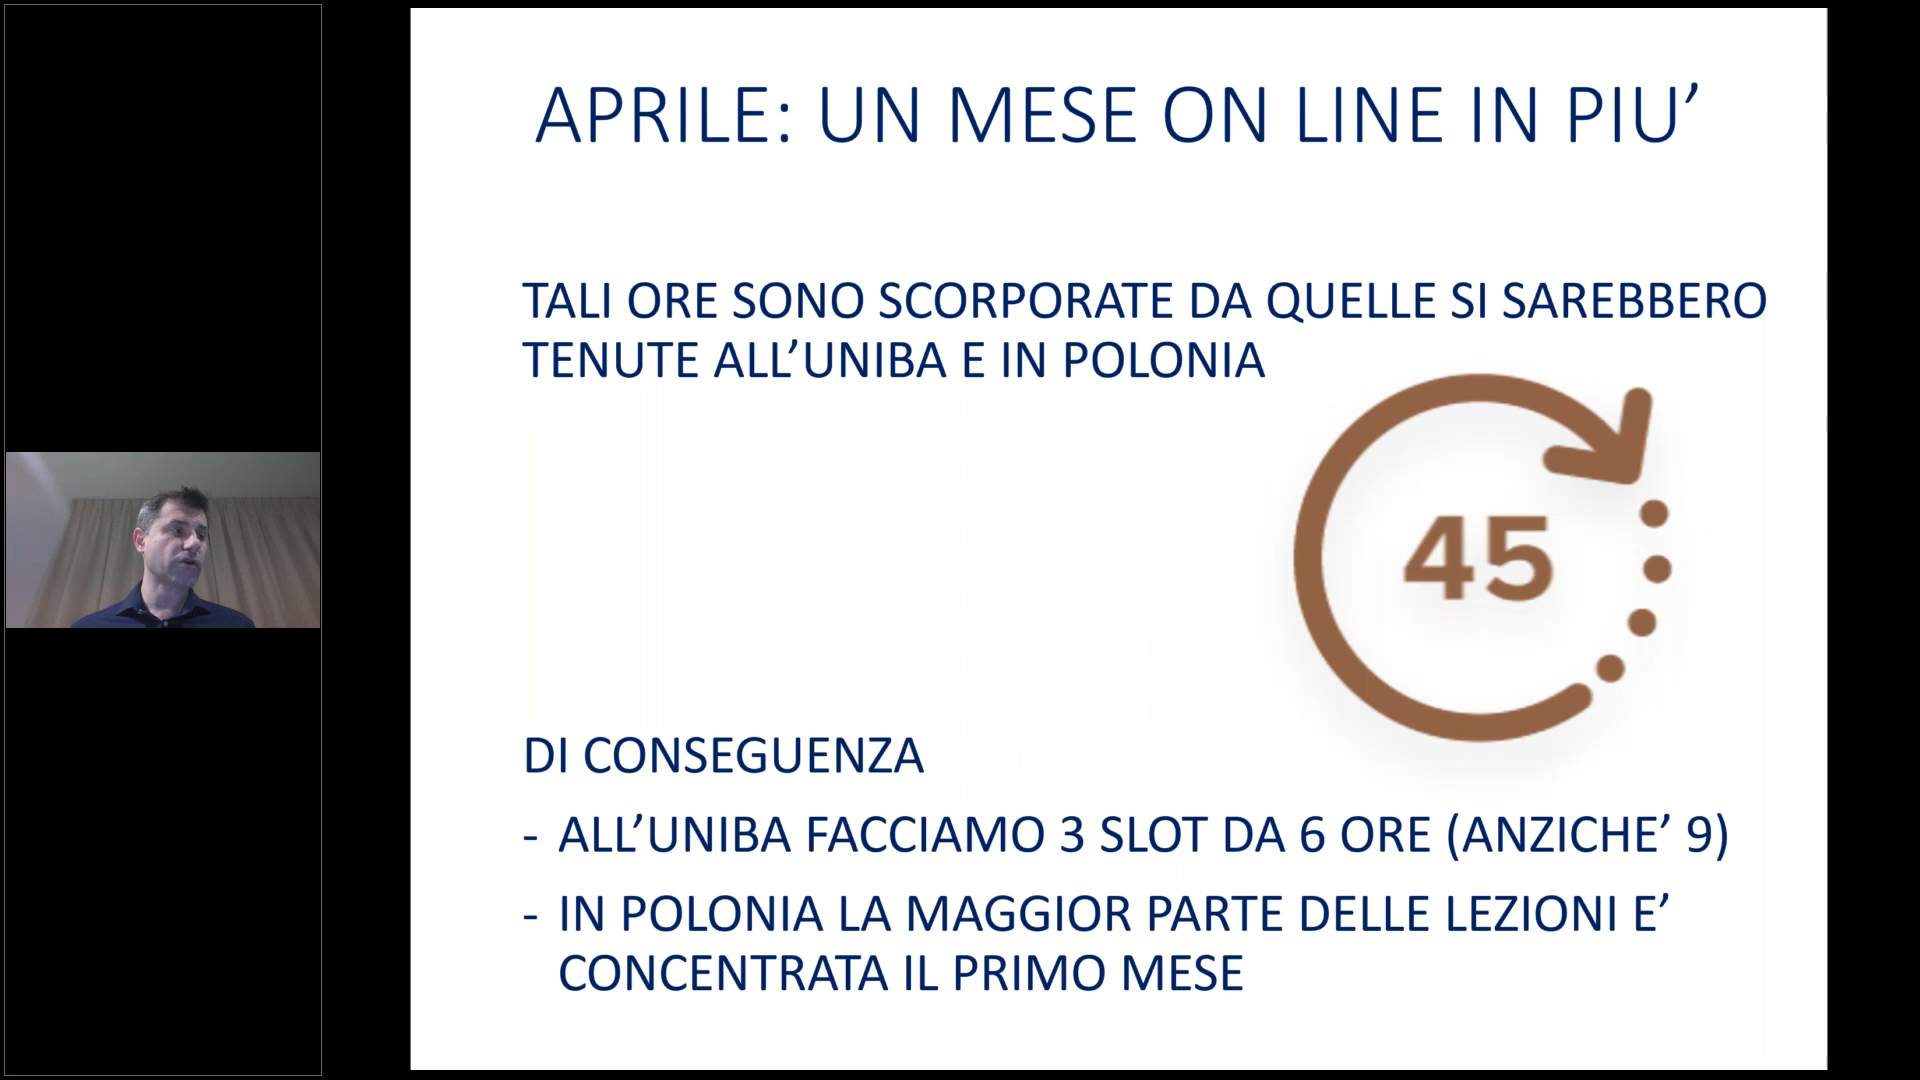 APRILE: UN MESE ON LINE IN PIU’
TALI ORE SONO SCORPORATE DA QUELLE SI SAREBBERO
TENUTE ALL’UNIBA E IN POLONIA
45
DI CONSEGUENZA
- ALL’UNIBA FACCIAMO 3 SLOT DA 6 ORE (ANZICHE’ 9)
- IN POLONIA LA MAGGIOR PARTE DELLE LEZIONI E’
CONCENTRATA IL PRIMO MESE